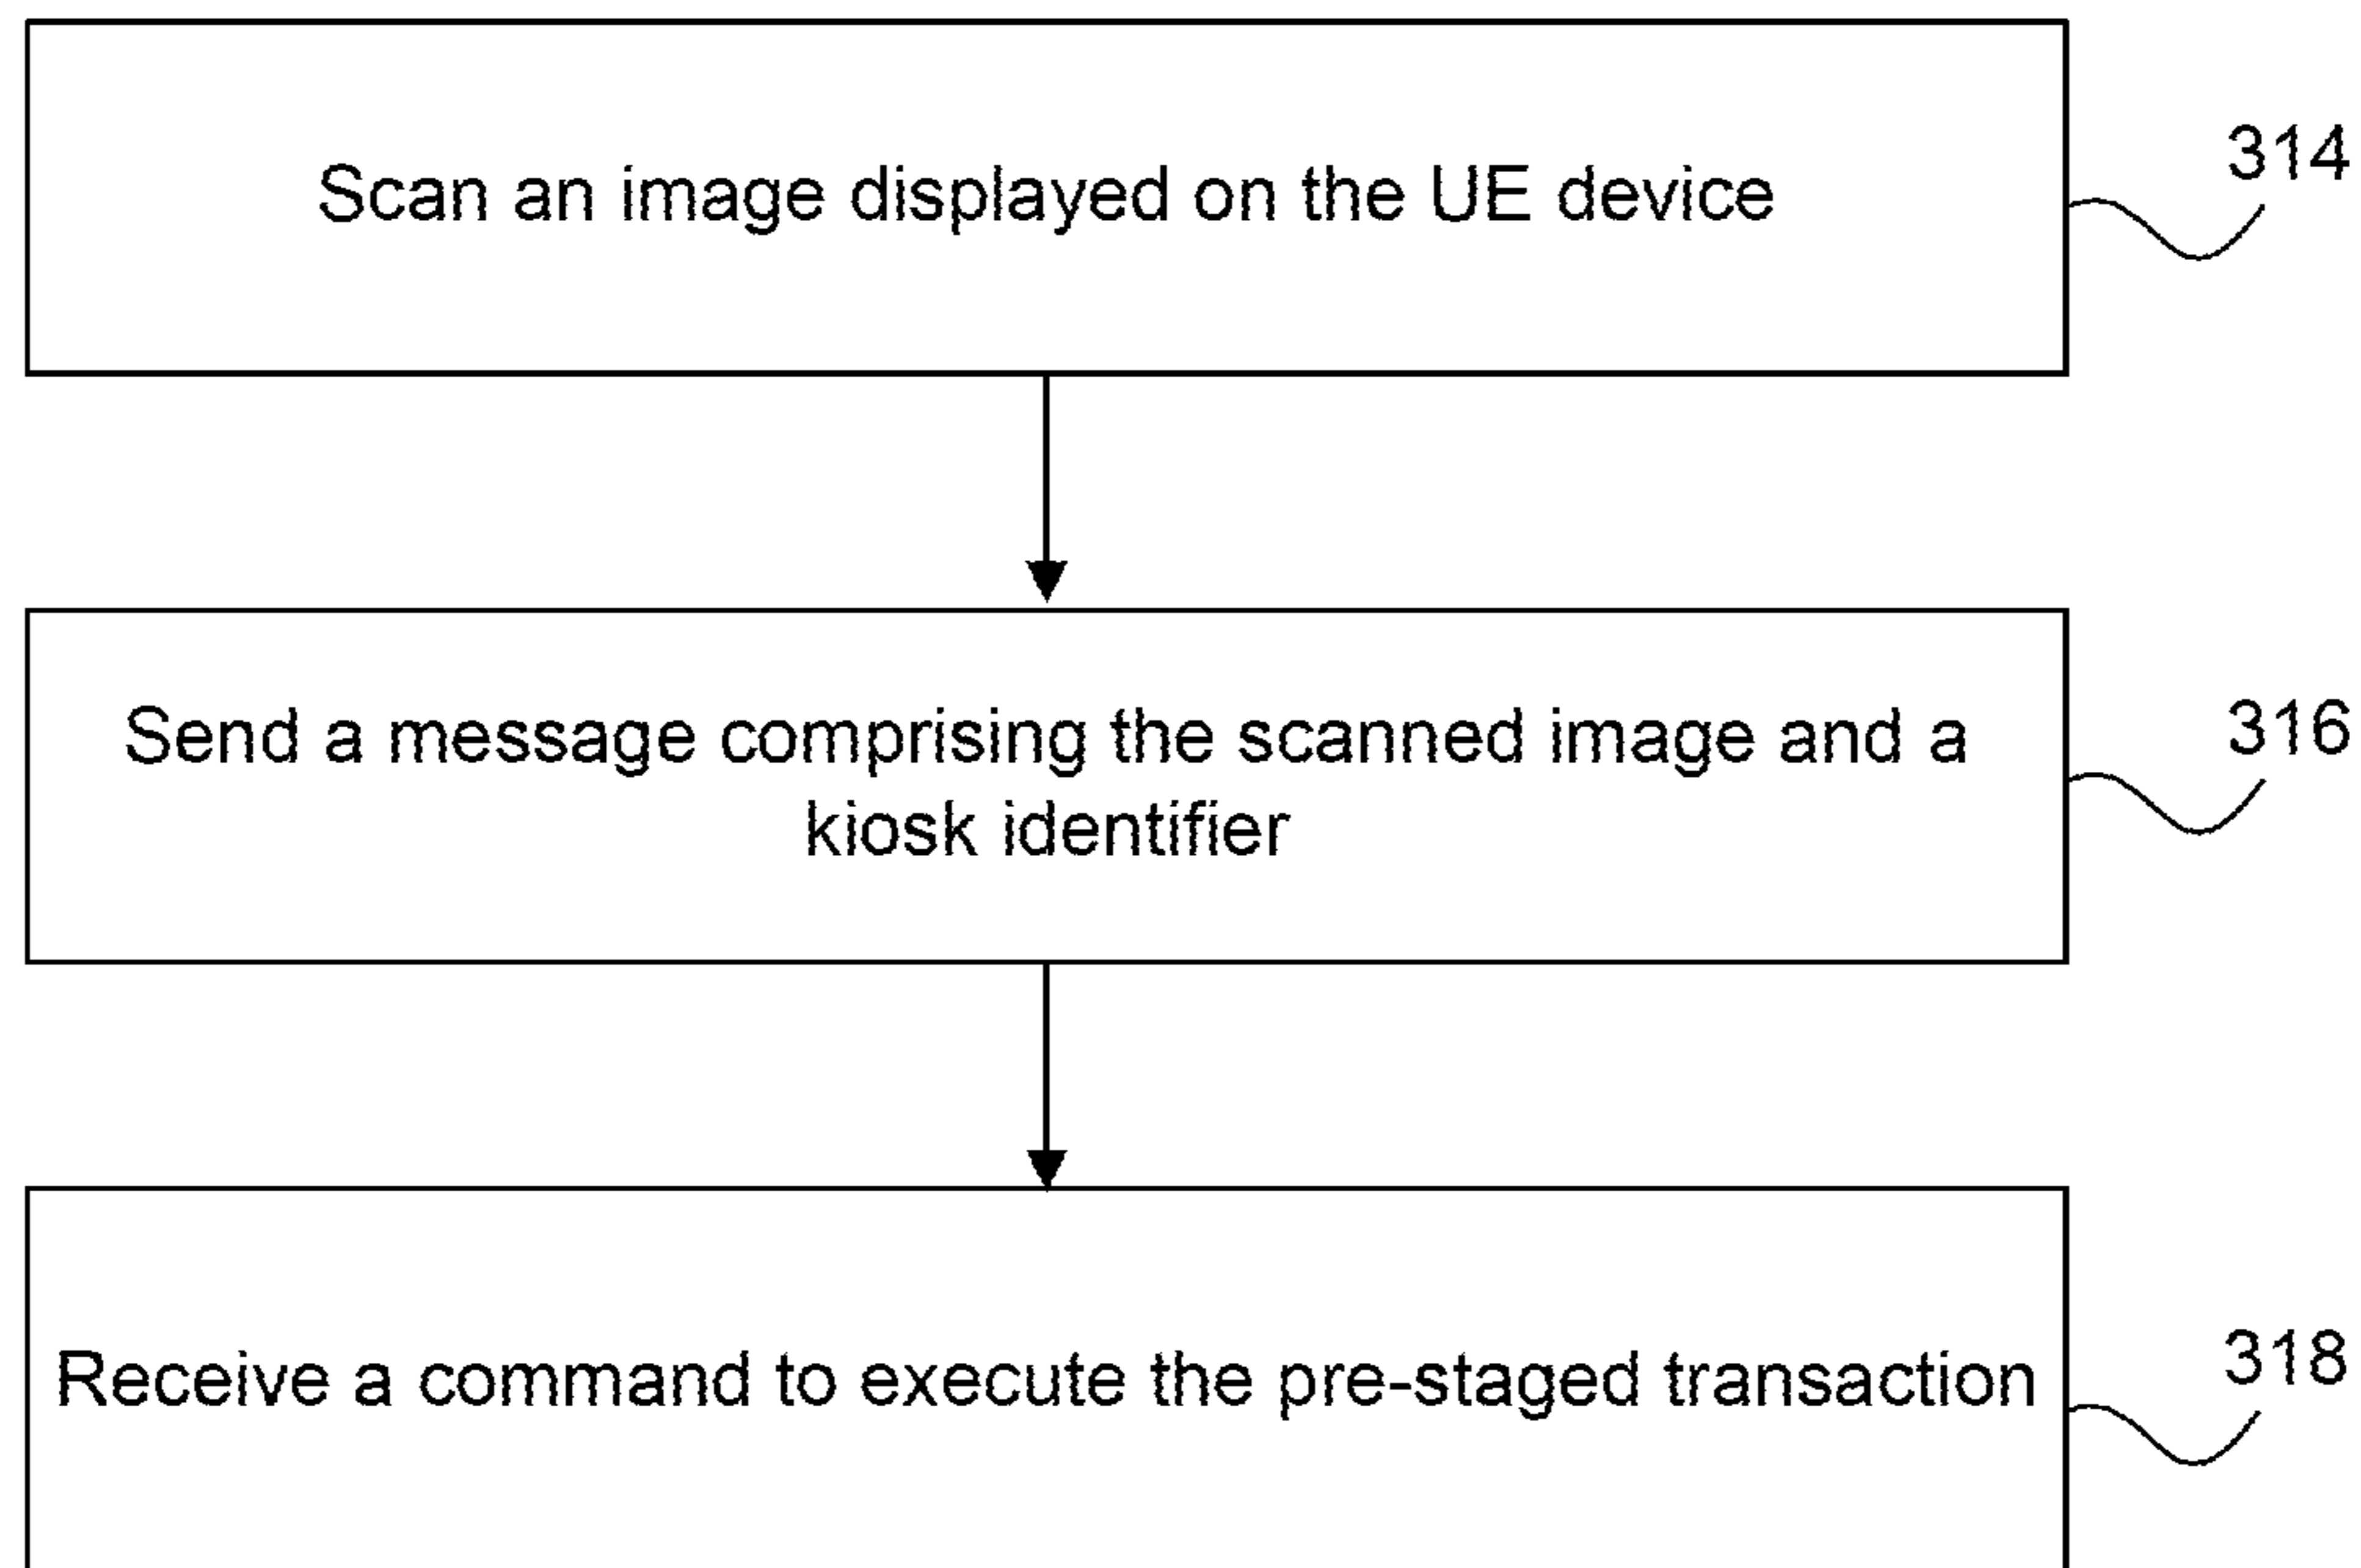 Scan an image displayed on the UE device
314
Send a message comprising the scanned image and a
kiosk identifier
316
Receive a command to execute the pre-staged transaction
318